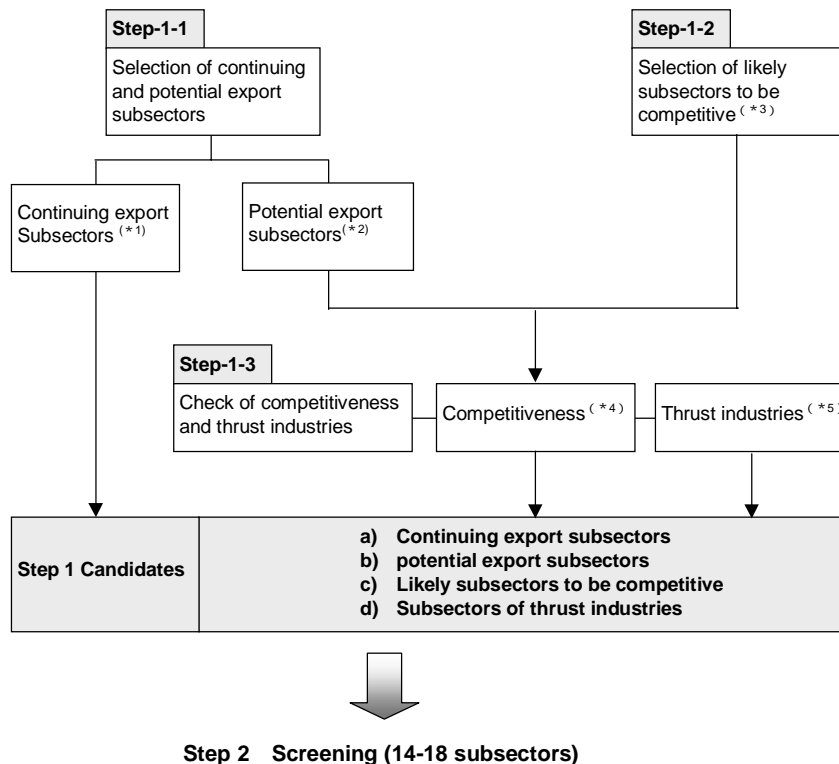 Step-1-1
Selection of continuing
and potential export
subsectors
Step-1-2
Selection of likely
subsectors to be
competitive (*3)
Continuing export
Subsectors (*1)
Potential export
subsectors (*2)
Step-1-3
Check of competitiveness
and thrust industries
Competitiveness (*4)
Thrust industries (*5)
Step 1 Candidates
a) Continuing export subsectors
b) potential export subsectors
c) Likely subsectors to be competitive
d) Subsectors of thrust industries
Step 2 Screening (14-18 subsectors)